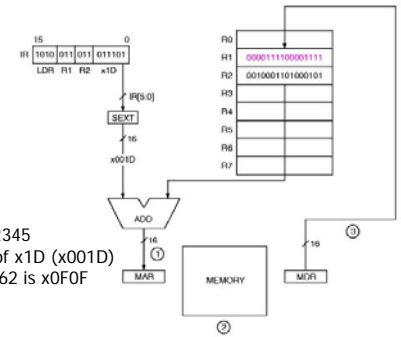 15 0
IR 1010 011 011 011101
LDR R1 R2 x1D
IR[5:0]
SEXT
16
x001D
ADD
16
①
MAR
MEMORY
②
MDR
16
③
R0
R1 0000111100001111
R2 0010001101000101
R3
R4
R5
R6
R7
2345
of x1D (x001D)
62 is x0F0F